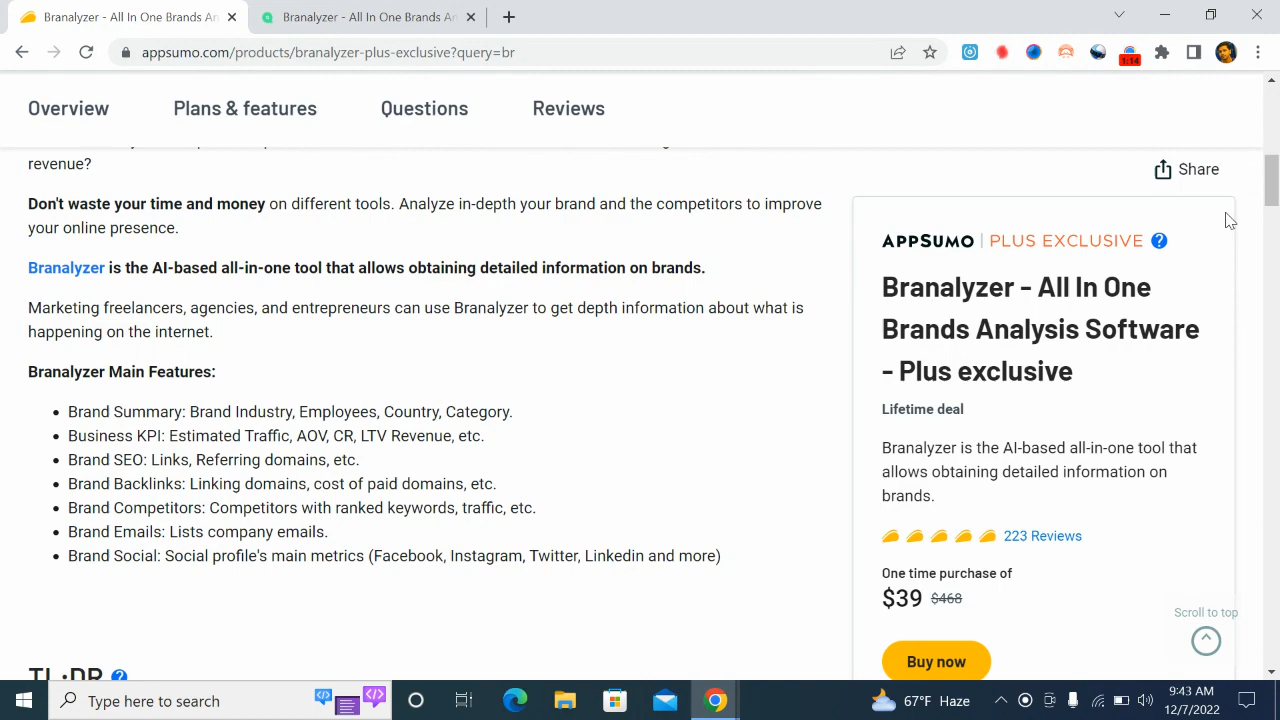 Branalyzer - All In One Brands An
Branalyzer - All In One Brands An
appsumo.com/products/branalyzer-plus-exclusive?query=br
1:14
Overview
Plans & features
Questions
Reviews
revenue?
Share
Don't waste your time and money on different tools. Analyze in-depth your brand and the competitors to improve
your online presence.
Branalyzer is the AI-based all-in-one tool that allows obtaining detailed information on brands.
Marketing freelancers, agencies, and entrepreneurs can use Branalyzer to get depth information about what is
happening on the internet.
Branalyzer Main Features:
• Brand Summary: Brand Industry, Employees, Country, Category.
• Business KPI: Estimated Traffic, AOV, CR, LTV Revenue, etc.
• Brand SEO: Links, Referring domains, etc.
• Brand Backlinks: Linking domains, cost of paid domains, etc.
• Brand Competitors: Competitors with ranked keywords, traffic, etc.
• Brand Emails: Lists company emails.
• Brand Social: Social profile's main metrics (Facebook, Instagram, Twitter, Linkedin and more)
TL;DR ?
APPSUMO | PLUS EXCLUSIVE ?
Branalyzer - All In One
Brands Analysis Software
- Plus exclusive
Lifetime deal
Branalyzer is the AI-based all-in-one tool that
allows obtaining detailed information on
brands.
223 Reviews
One time purchase of
$39 $468
Scroll to top
Buy now
Type here to search
67°F Haze
9:43 AM
12/7/2022